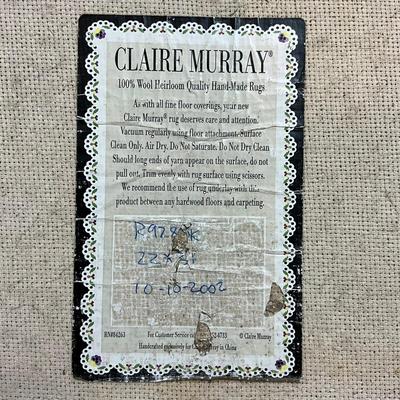 CLAIRE MURRAY®
100% Wool Heirloom Quality Hand-Made Rugs
As with all fine floor coverings, your new
Claire Murray® rug deserves care and attention.
Vacuum regularly using floor attachment. Surface
Clean Only. Air Dry. Do Not Saturate. Do Not Dry Clean
Should long ends of yarn appear on the surface, do not
pull out. Trim evenly with rug surface using scissors.
We recommend the use of rug underlay with this
product between any hardwood floors and carpeting.
10-10-2002
RN#84263 For Customer Service © Claire Murray
Handcrafted exclusively for in China